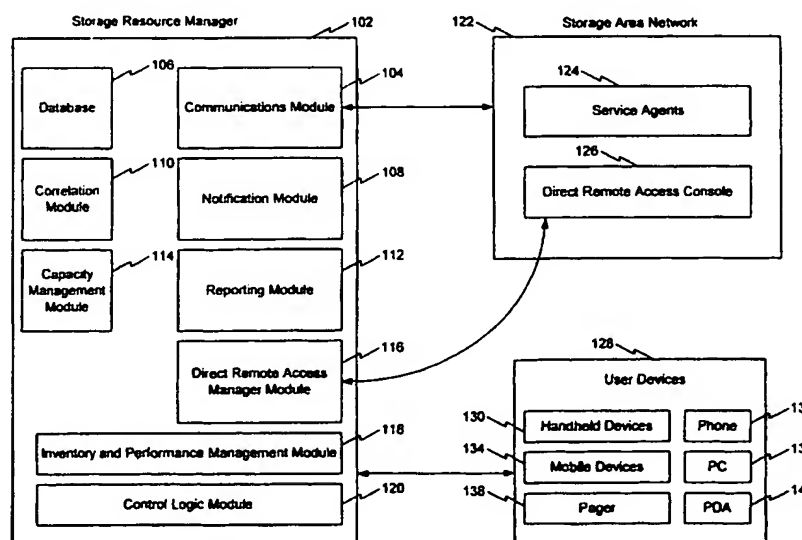 Storage Resource Manager
102
Storage Area Network
122
106
104
Database
Communications Module
124
Service Agents
126
Direct Remote Access Console
110
108
Correlation
Module
Notification Module
114
112
Capacity
Management
Module
Reporting Module
116
Direct Remote Access
Manager Module
128
User Devices
130
Handheld Devices
Phone
118
Inventory and Performance Management Module
134
Mobile Devices
PC
120
Control Logic Module
138
Pager
PDA